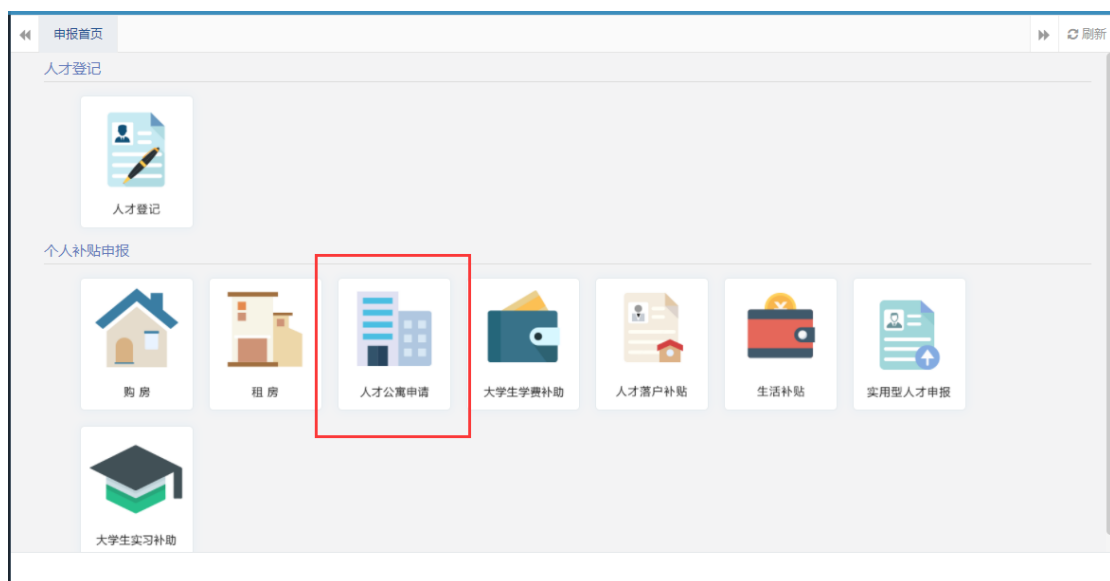 申报首页
刷新
人才登记
人才登记
个人补贴申报
购 房
租 房
人才公寓申请
大学生学费补助
人才落户补贴
生活补贴
实用型人才申报
大学生实习补助